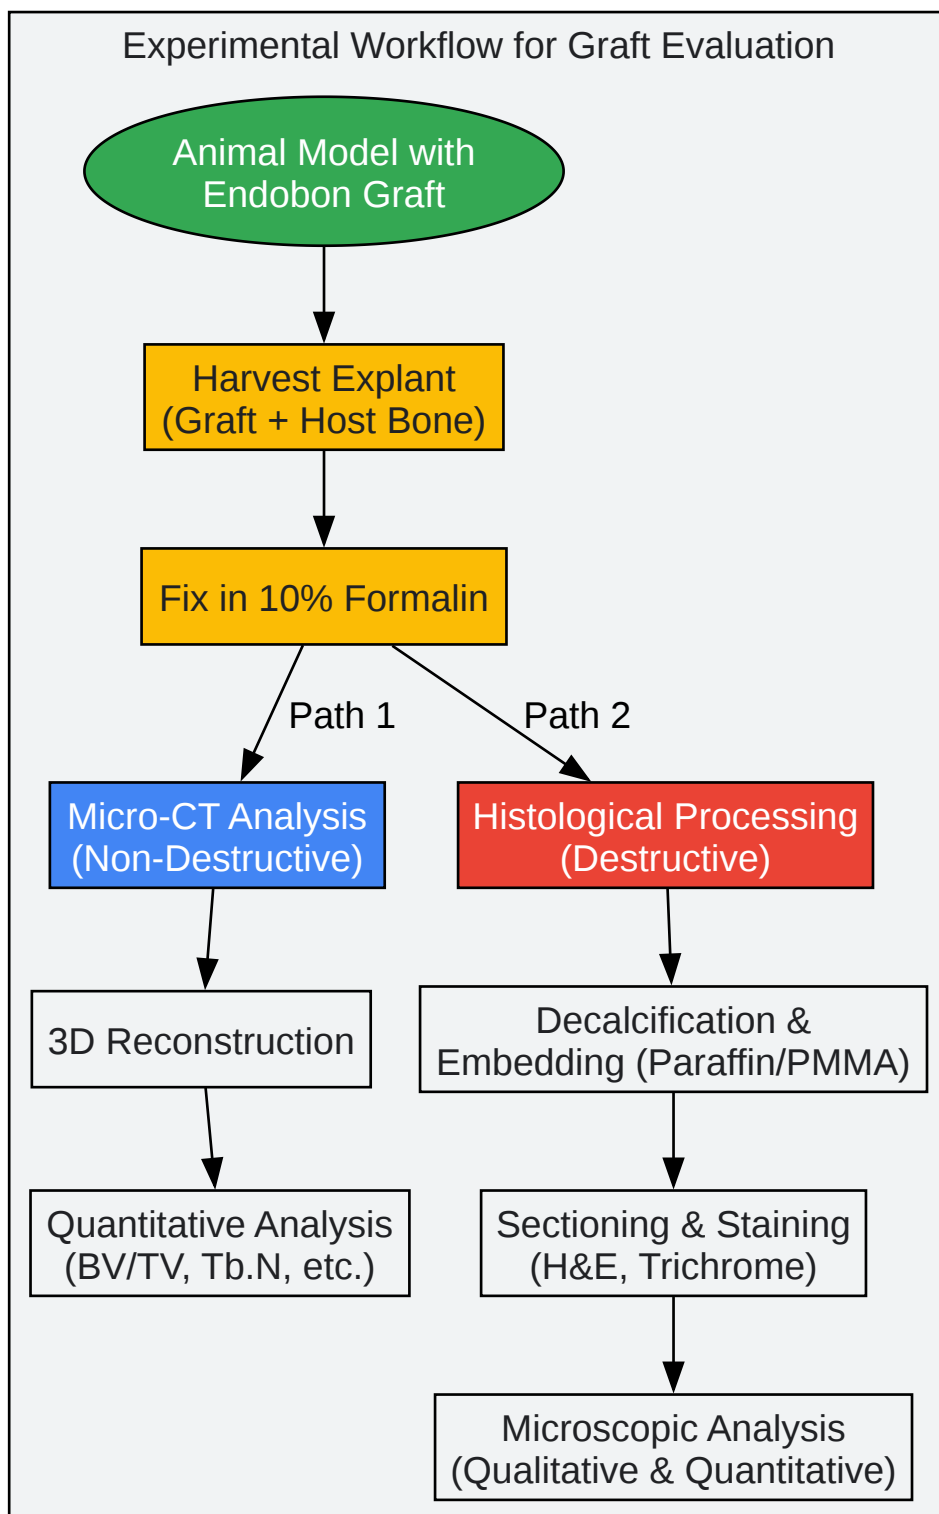 Experimental Workflow for Graft Evaluation
Animal Model with
Endobon Graft
Harvest Explant
(Graft + Host Bone)
Fix in 10% Formalin
Path 1
Path 2
Micro-CT Analysis
(Non-Destructive)
Histological Processing
(Destructive)
3D Reconstruction
Decalcification &
Embedding (Paraffin/PMMA)
Quantitative Analysis
(BV/TV, Tb.N, etc.)
Sectioning & Staining
(H&E, Trichrome)
Microscopic Analysis
(Qualitative & Quantitative)